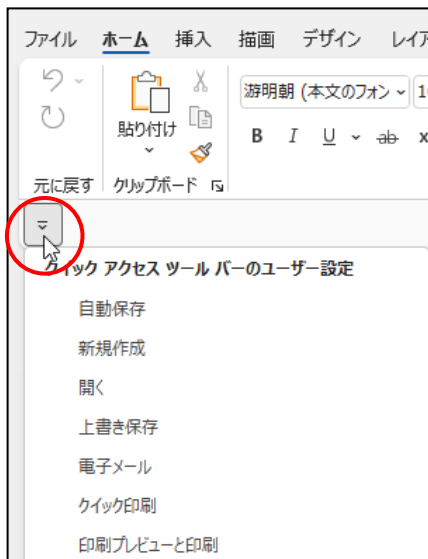 ファイル ホーム 挿入 描画 デザイン レイア
貼り付け
游明朝 (本文のフォン
B I U ab x
元に戻す クリップボード
クイック アクセス ツール バーのユーザー設定
自動保存
新規作成
開く
上書き保存
電子メール
クイック印刷
印刷プレビューと印刷